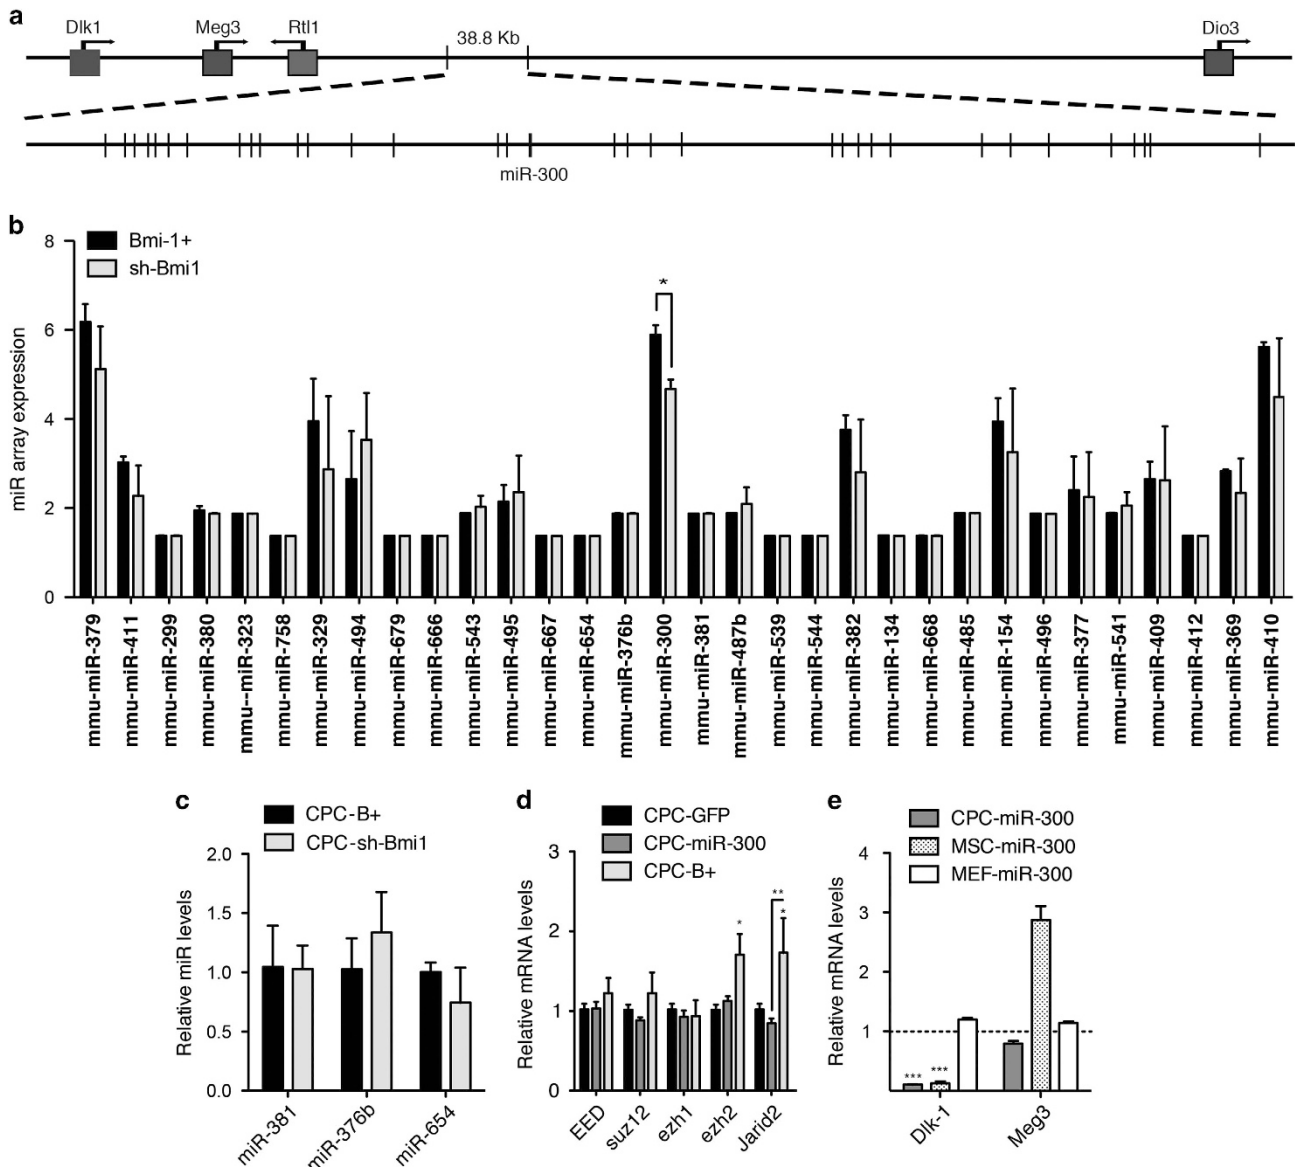 a
Dlk1
Meg3
Rtl1
38.8 Kb
Dio3
miR-300
b
Bmi-1+
sh-Bmi1
miR array expression
8
6
4
2
0
*
mmu-miR-379
mmu-miR-411
mmu-miR-299
mmu-miR-380
mmu--miR-323
mmu-miR-758
mmu-miR-329
mmu-miR-494
mmu-miR-679
mmu-miR-666
mmu-miR-543
mmu-miR-495
mmu-miR-667
mmu-miR-654
mmu-miR-376b
mmu-miR-300
mmu-miR-381
mmu-miR-487b
mmu-miR-539
mmu-miR-544
mmu-miR-382
mmu-miR-134
mmu-miR-668
mmu-miR-485
mmu-miR-154
mmu-miR-496
mmu-miR-377
mmu-miR-541
mmu-miR-409
mmu-miR-412
mmu-miR-369
mmu-miR-410
c
CPC-B+
CPC-sh-Bmi1
Relative miR levels
2.0
1.5
1.0
0.5
0.0
miR-381
miR-376b
miR-654
d
CPC-GFP
CPC-miR-300
CPC-B+
Relative mRNA levels
3
2
1
0
*
**
*
EED
suz12
ezh1
ezh2
Jarid2
e
CPC-miR-300
MSC-miR-300
MEF-miR-300
Relative mRNA levels
4
3
2
1
0
***
***
Dlk-1
Meg3